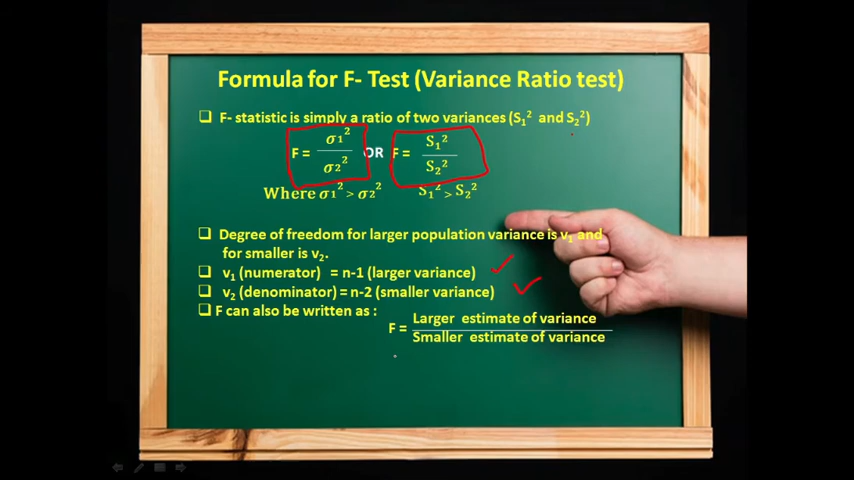 Formula for F- Test (Variance Ratio test)
❑ F- statistic is simply a ratio of two variances (S₁² and S₂²)
F = σ1² / σ2² OR F = S₁² / S₂²
Where σ1² > σ2² S₁² > S₂²
❑ Degree of freedom for larger population variance is v₁ and
for smaller is v₂.
❑ v₁ (numerator) = n-1 (larger variance)
❑ v₂ (denominator) = n-2 (smaller variance)
❑ F can also be written as :
F = Larger estimate of variance
Smaller estimate of variance